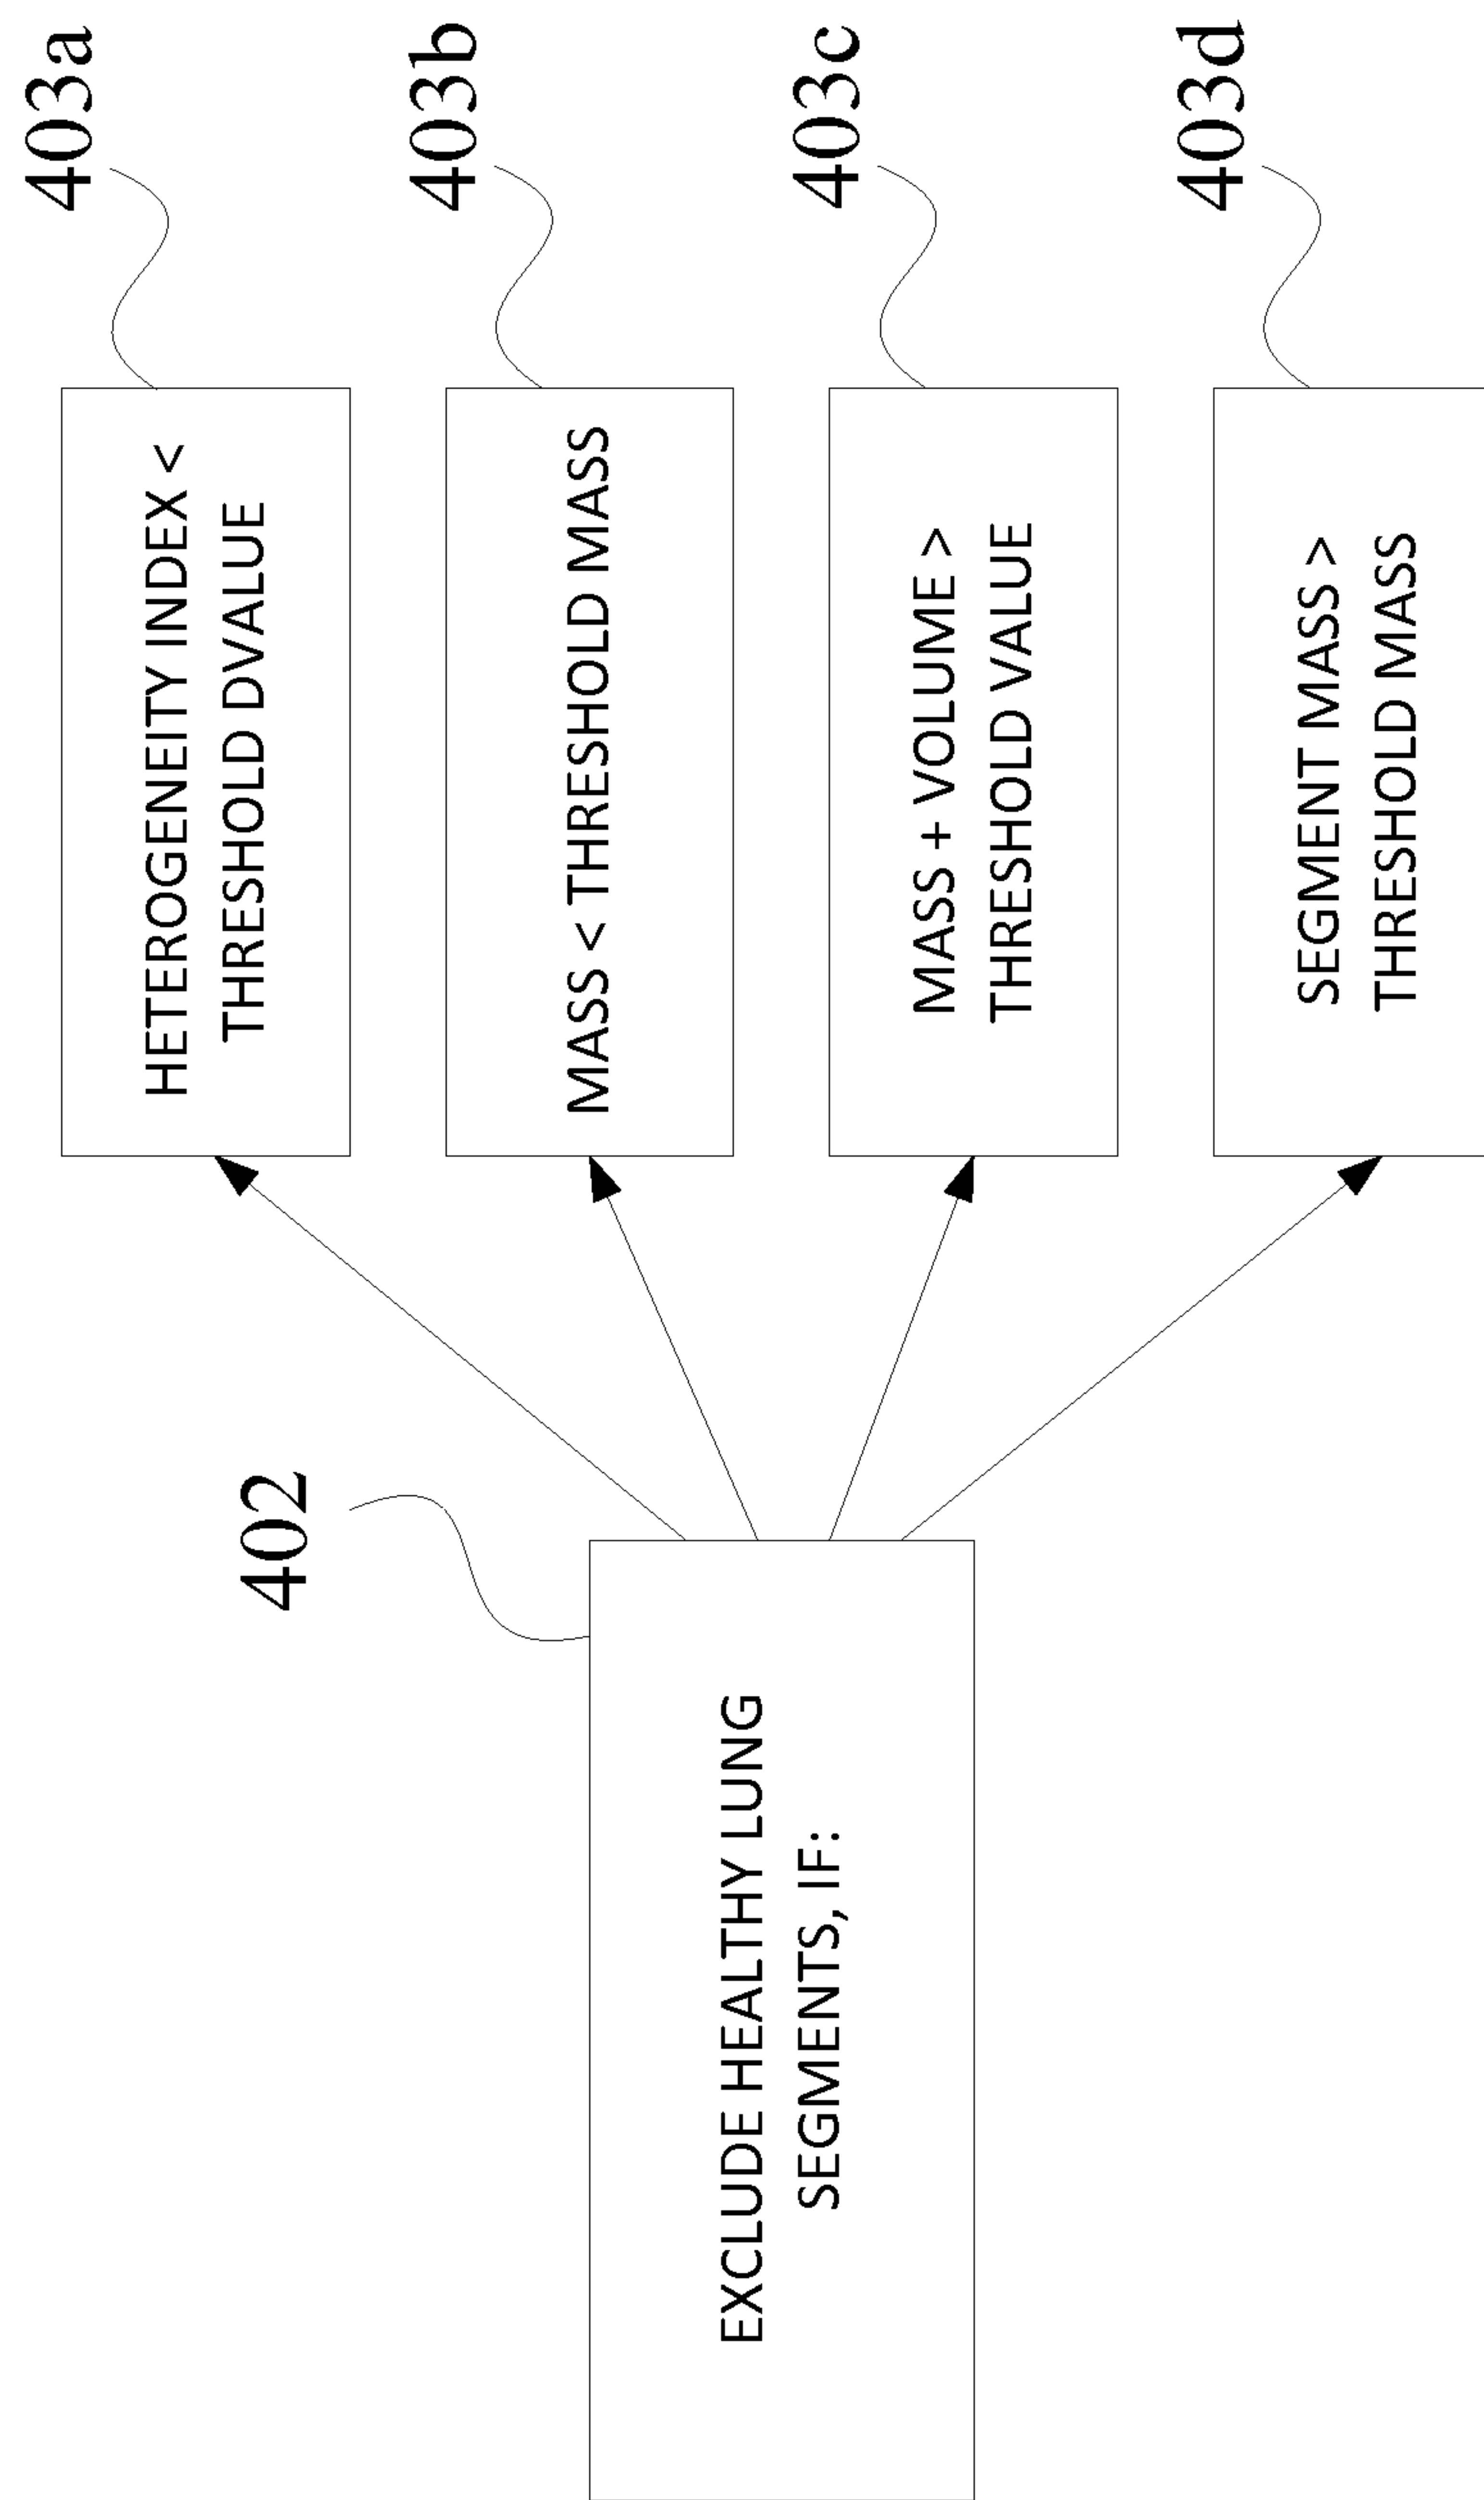 402
EXCLUDE HEALTHY LUNG
SEGMENTS, IF:
403a
HETEROGENEITY INDEX <
THRESHOLD DVALUE
403b
MASS < THRESHOLD MASS
403c
MASS + VOLUME >
THRESHOLD VALUE
403d
SEGMENT MASS >
THRESHOLD MASS